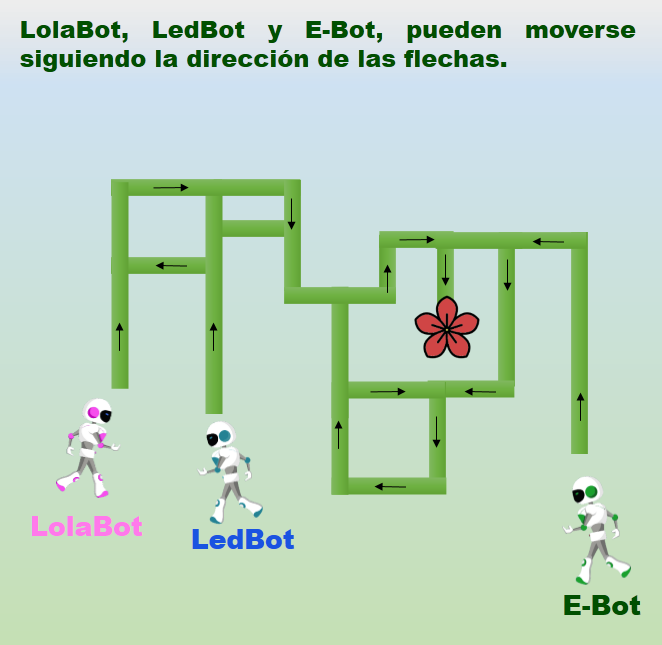 LolaBot, LedBot y E-Bot, pueden moverse
siguiendo la dirección de las flechas.
LolaBot
LedBot
E-Bot